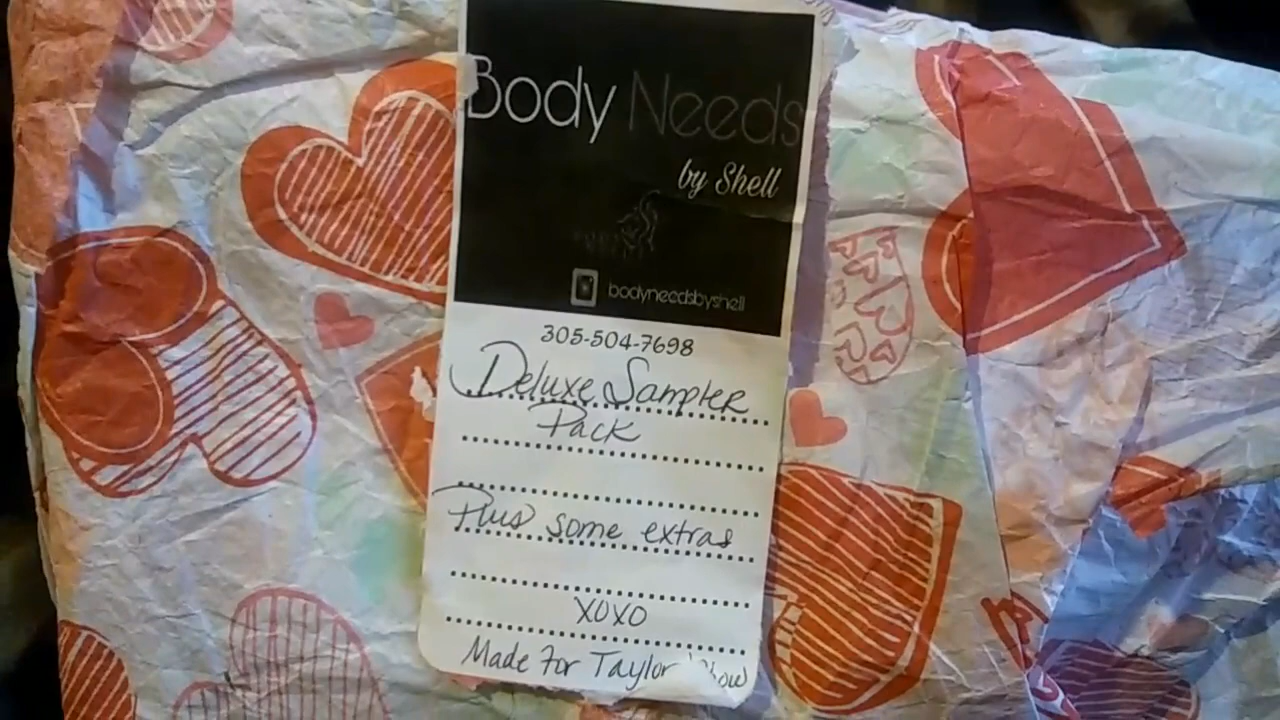 Body Needs
by Shell
bodyneedsbyshell
305-504-7698
Deluxe Sampler
Pack
Plus some extras
XOXO
Made For Taylor